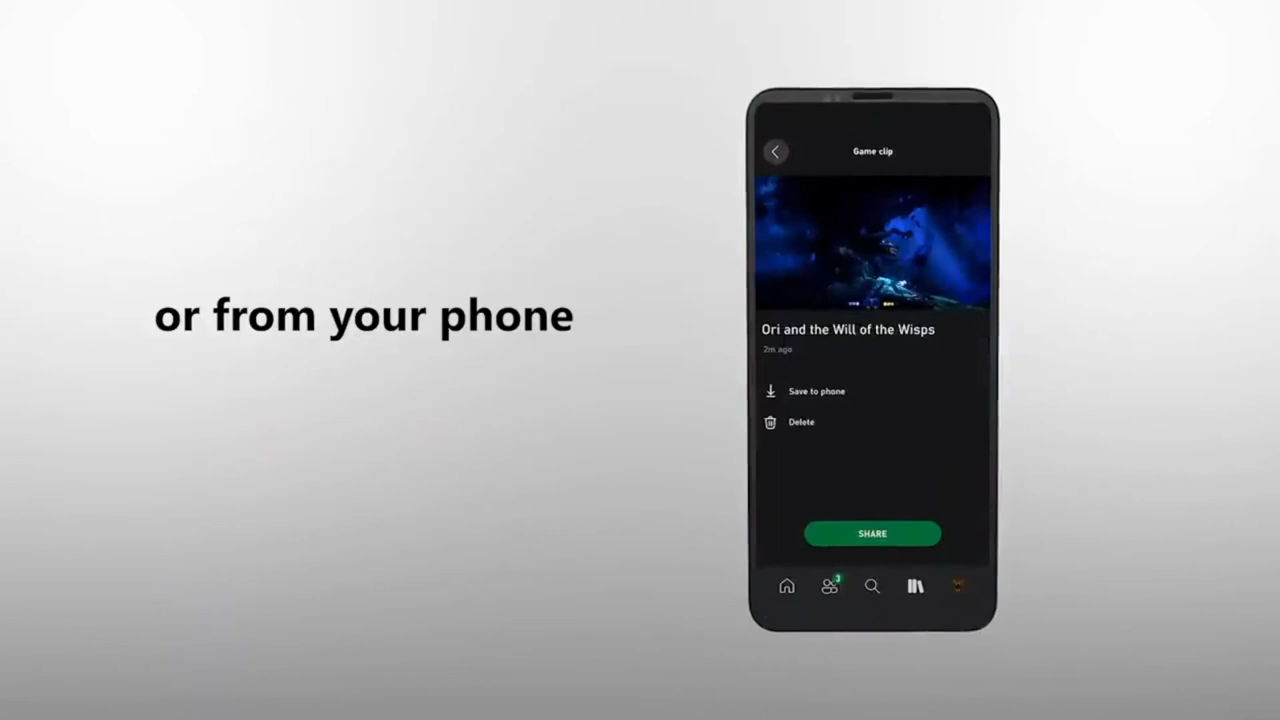 or from your phone
Game clip
Ori and the Will of the Wisps
2m ago
Save to phone
Delete
SHARE
3